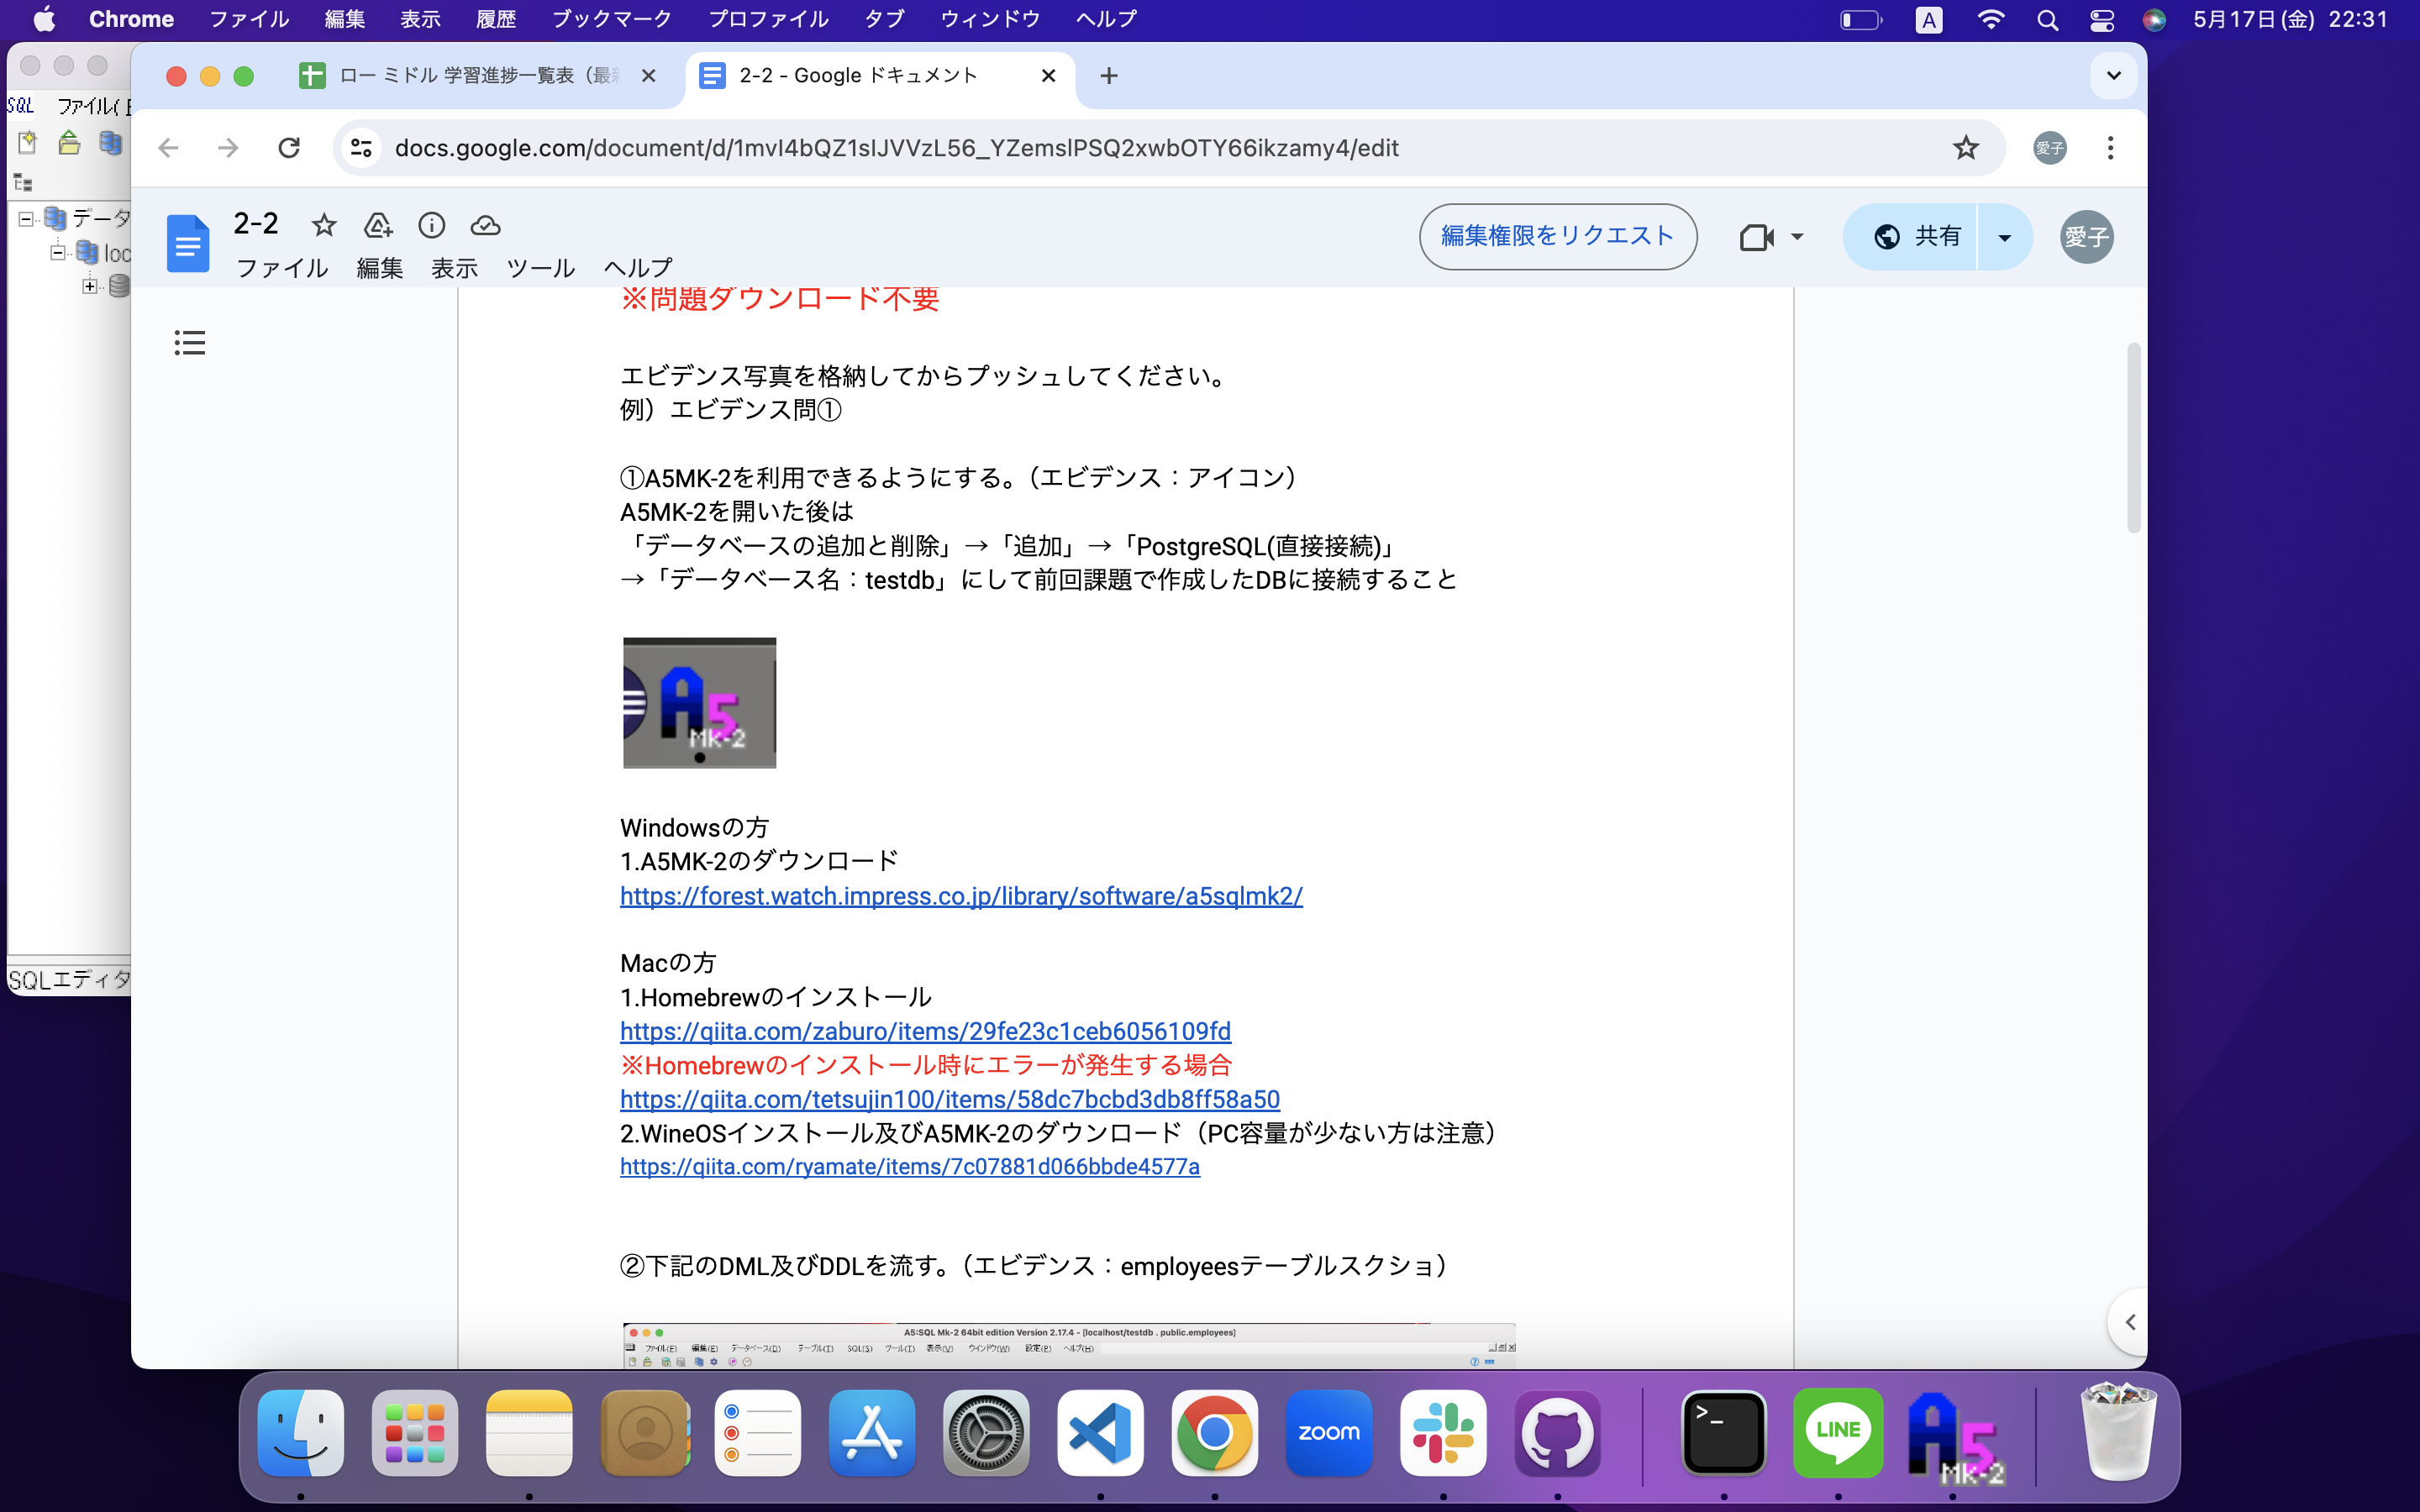 Chrome ファイル 編集 表示 履歴 ブックマーク プロファイル タブ ウィンドウ ヘルプ A 5月17日(金) 22:31
ロー ミドル 学習進捗一覧表(最 2-2 - Google ドキュメント
SQL ファイル(
docs.google.com/document/d/1mvI4bQZ1sIJVVzL56_YZemslPSQ2xwbOTY66ikzamy4/edit 愛子
データ
loc
2-2
編集権限をリクエスト 共有 愛子
ファイル 編集 表示 ツール ヘルプ
※問題ダウンロード不要
エビデンス写真を格納してからプッシュしてください。
例)エビデンス問①
①A5MK-2を利用できるようにする。(エビデンス:アイコン)
A5MK-2を開いた後は
「データベースの追加と削除」→「追加」→「PostgreSQL(直接接続)」
→「データベース名:testdb」にして前回課題で作成したDBに接続すること
A5
MK-2
Windowsの方
1.A5MK-2のダウンロード
https://forest.watch.impress.co.jp/library/software/a5sqlmk2/
Macの方
1.Homebrewのインストール
https://qiita.com/zaburo/items/29fe23c1ceb6056109fd
※Homebrewのインストール時にエラーが発生する場合
https://qiita.com/tetsujin100/items/58dc7bcbd3db8ff58a50
2.WineOSインストール及びA5MK-2のダウンロード(PC容量が少ない方は注意)
https://qiita.com/ryamate/items/7c07881d066bbde4577a
②下記のDML及びDDLを流す。(エビデンス:employeesテーブルスクショ)
A5:SQL Mk-2 64bit edition Version 2.17.4 - [localhost/testdb . public.employees]
ファイル(F) 編集(E) データベース(D) テーブル(T) SQL(S) ツール(T) 表示(V) ウインドウ(W) 設定(P) ヘルプ(H)
SQLエディタ
zoom
>_
LINE
A5
MK-2